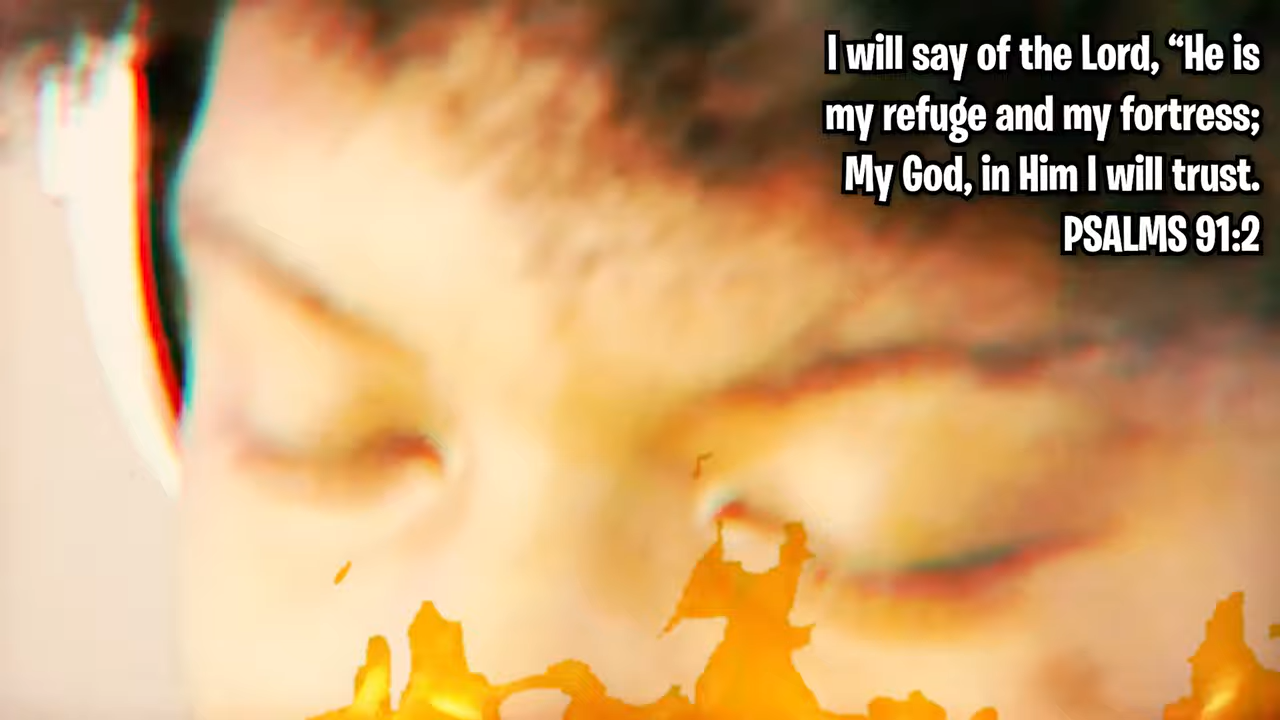 I will say of the Lord, “He is
my refuge and my fortress;
My God, in Him I will trust.
PSALMS 91:2